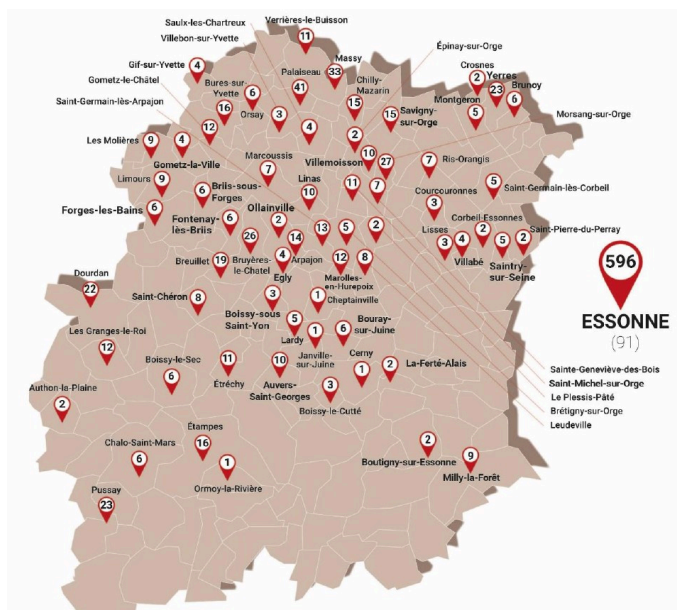 Saulx-les-Chartreux
Verrières-le-Buisson
Villebon-sur-Yvette
11
Massy
Épinay-sur-Orge
Gif-sur-Yvette
4
Palaiseau
33
Chilly-
Mazarin
Crosnes
2
Yerres
Gometz-le-Châtel
Bures-sur-
Yvette
6
41
23
Brunoy
6
Saint-Germain-lès-Arpajon
16
Orsay
3
15
15
Savigny-
sur-Orge
Montgeron
5
Morsang-sur-Orge
12
4
2
Les Molières
9
4
Gometz-la-Ville
Marcoussis
7
Villemoisson
10
27
7
Ris-Orangis
Limours
9
6
Briis-sous-
Forges
Linas
10
11
7
Courcouronnes
3
5
Saint-Germain-lès-Corbeil
Forges-les-Bains
6
Fontenay-
lès-Briis
6
Ollainville
2
13
5
2
Corbeil-Essonnes
2
Lisses
3
4
Villabé
5
2
Saint-Pierre-du-Perray
Saintry-
sur-Seine
26
Bruyères-
le-Chatel
14
Arpajon
Breuillet
19
4
Egly
12
8
Marolles-
en-Hurepoix
596
ESSONNE
(91)
Dourdan
22
Saint-Chéron
8
3
Boissy-sous
Saint-Yon
1
Cheptainville
5
Lardy
1
Janville-
sur-Juine
6
Bouray-
sur-Juine
Les Granges-le-Roi
12
Boissy-le-Sec
6
11
Étréchy
10
Auvers-
Saint-Georges
Cerny
1
2
La-Ferté-Alais
3
Boissy-le-Cutté
Sainte-Geneviève-des-Bois
Saint-Michel-sur-Orge
Le Plessis-Pâté
Brétigny-sur-Orge
Leudeville
Authon-la-Plaine
2
Étampes
16
Chalo-Saint-Mars
6
1
Ormoy-la-Rivière
2
Boutigny-sur-Essonne
9
Milly-la-Forêt
Pussay
23